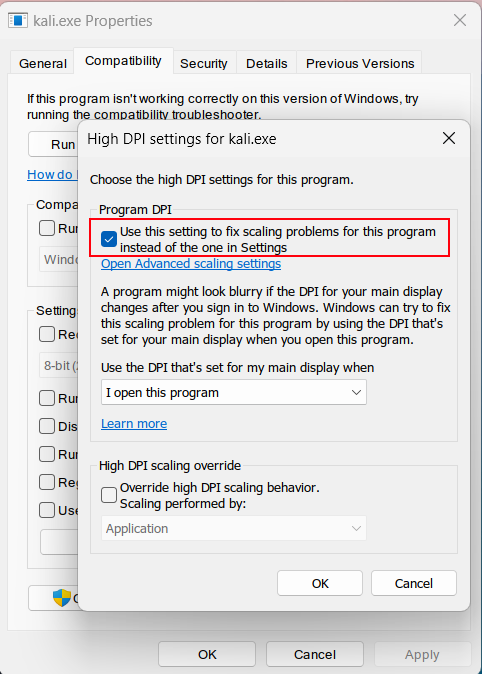 kali.exe Properties
General Compatibility Security Details Previous Versions
If this program isn't working correctly on this version of Windows, try
running the compatibility troubleshooter.
Run
How do
High DPI settings for kali.exe
Choose the high DPI settings for this program.
Program DPI
Use this setting to fix scaling problems for this program
instead of the one in Settings
Open Advanced scaling settings
A program might look blurry if the DPI for your main display
changes after you sign in to Windows. Windows can try to fix
this scaling problem for this program by using the DPI that's
set for your main display when you open this program.
Use the DPI that's set for my main display when
I open this program
Learn more
High DPI scaling override
Override high DPI scaling behavior.
Scaling performed by:
Application
OK Cancel
Compa
Run
Windo
Settings
Rec
8-bit (
Run
Dis
Run
Reg
Use
OK Cancel Apply